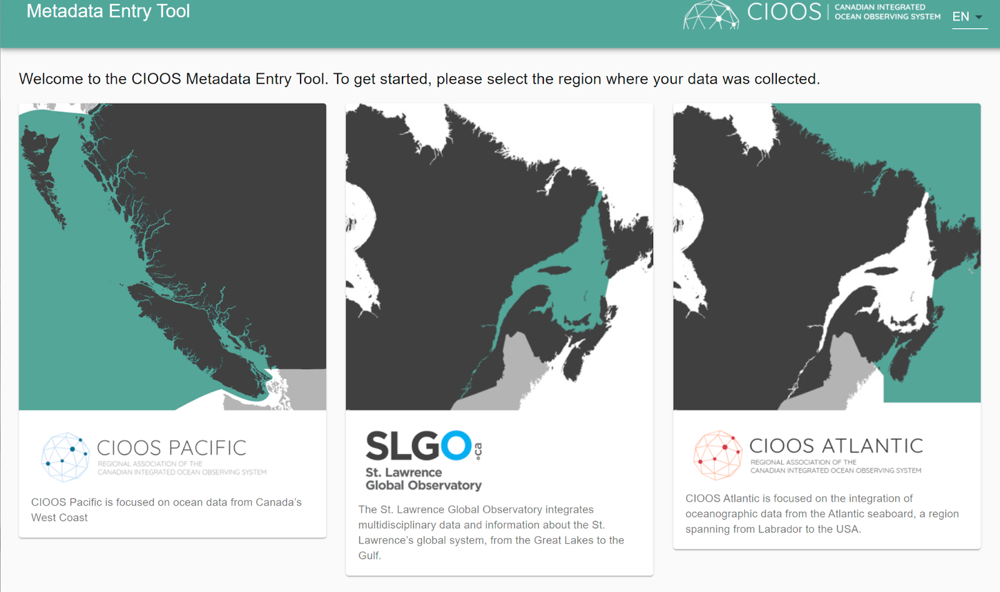 Metadata Entry Tool
CIOOS
CANADIAN INTEGRATED
OCEAN OBSERVING SYSTEM
EN
Welcome to the CIOOS Metadata Entry Tool. To get started, please select the region where your data was collected.
CIOOS PACIFIC
REGIONAL ASSOCIATION OF THE
CANADIAN INTEGRATED OCEAN OBSERVING SYSTEM
CIOOS Pacific is focused on ocean data from Canada's
West Coast
SLGO.ca
St. Lawrence
Global Observatory
The St. Lawrence Global Observatory integrates
multidisciplinary data and information about the St.
Lawrence's global system, from the Great Lakes to the
Gulf.
CIOOS ATLANTIC
REGIONAL ASSOCIATION OF THE
CANADIAN INTEGRATED OCEAN OBSERVING SYSTEM
CIOOS Atlantic is focused on the integration of
oceanographic data from the Atlantic seaboard, a region
spanning from Labrador to the USA.